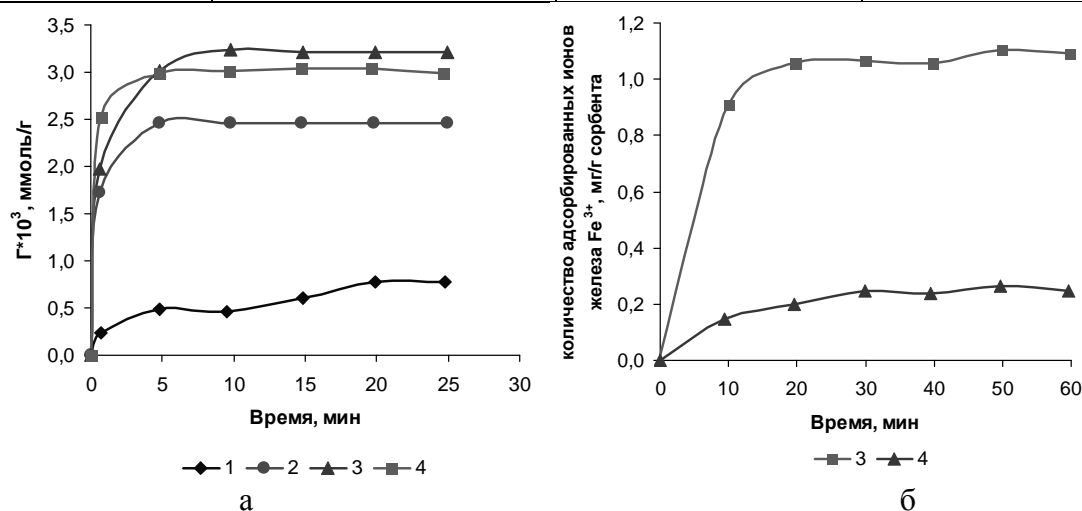 3,5
3,0
2,5
2,0
1,5
1,0
0,5
0,0
Г*10³, ммоль/г
0 5 10 15 20 25 30
Время, мин
1 2 3 4
а
1,2
1,0
0,8
0,6
0,4
0,2
0,0
количество адсорбированных ионов
железа Fe ³⁺, мг/г сорбента
0 10 20 30 40 50 60
Время, мин
3 4
б